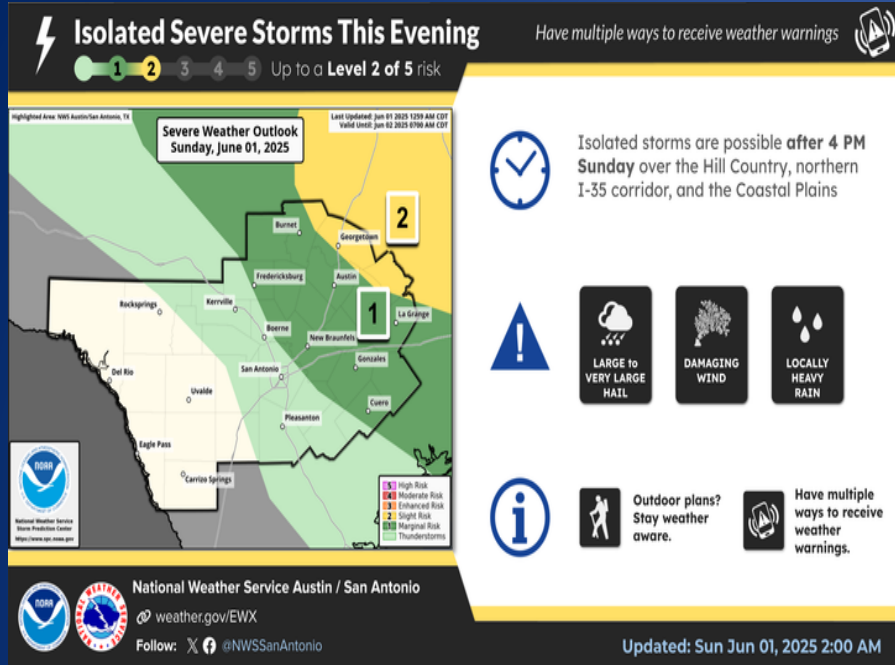 Isolated Severe Storms This Evening
1 2 3 4 5 Up to a Level 2 of 5 risk
Have multiple ways to receive weather warnings
Highlighted Area: NWS Austin/San Antonio, TX
Severe Weather Outlook
Sunday, June 01, 2025
Last Updated: Jun 01 2025 1259 AM CDT
Valid Until: Jun 02 2025 0700 AM CDT
2
Burnet
Georgetown
Fredericksburg
Austin
Rocksprings
Kerrville
1
La Grange
Boerne
New Braunfels
Gonzales
San Antonio
Del Rio
Uvalde
Cuero
Pleasanton
Eagle Pass
Carrizo Springs
NOAA
National Weather Service
Storm Prediction Center
https://www.spc.noaa.gov
5 High Risk
4 Moderate Risk
3 Enhanced Risk
2 Slight Risk
1 Marginal Risk
Thunderstorms
Isolated storms are possible after 4 PM
Sunday over the Hill Country, northern
I-35 corridor, and the Coastal Plains
LARGE to
VERY LARGE
HAIL
DAMAGING
WIND
LOCALLY
HEAVY
RAIN
Outdoor plans?
Stay weather
aware.
Have multiple
ways to receive
weather
warnings.
NOAA
NATIONAL WEATHER SERVICE
National Weather Service Austin / San Antonio
weather.gov/EWX
Follow: @NWSSanAntonio
Updated: Sun Jun 01, 2025 2:00 AM